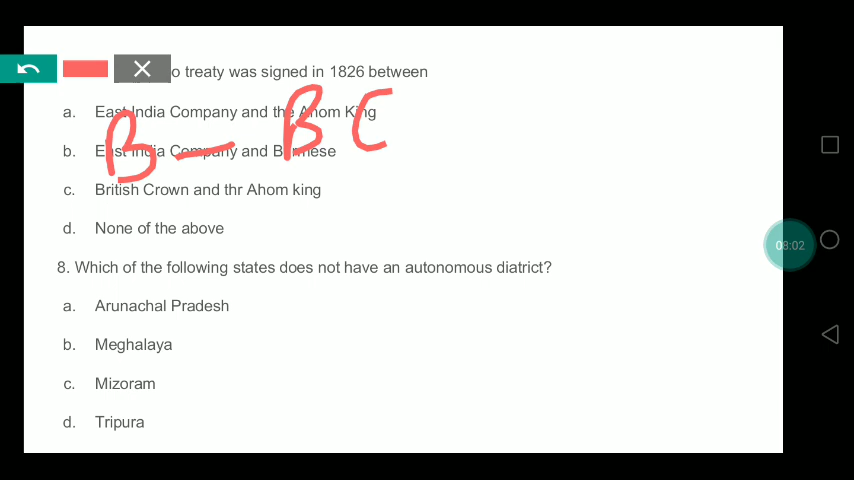 o treaty was signed in 1826 between
a. East India Company and the Ahom King
b. East India Company and Burmese
c. British Crown and thr Ahom king
d. None of the above
8. Which of the following states does not have an autonomous diatrict?
a. Arunachal Pradesh
b. Meghalaya
c. Mizoram
d. Tripura
B — B C
08:02